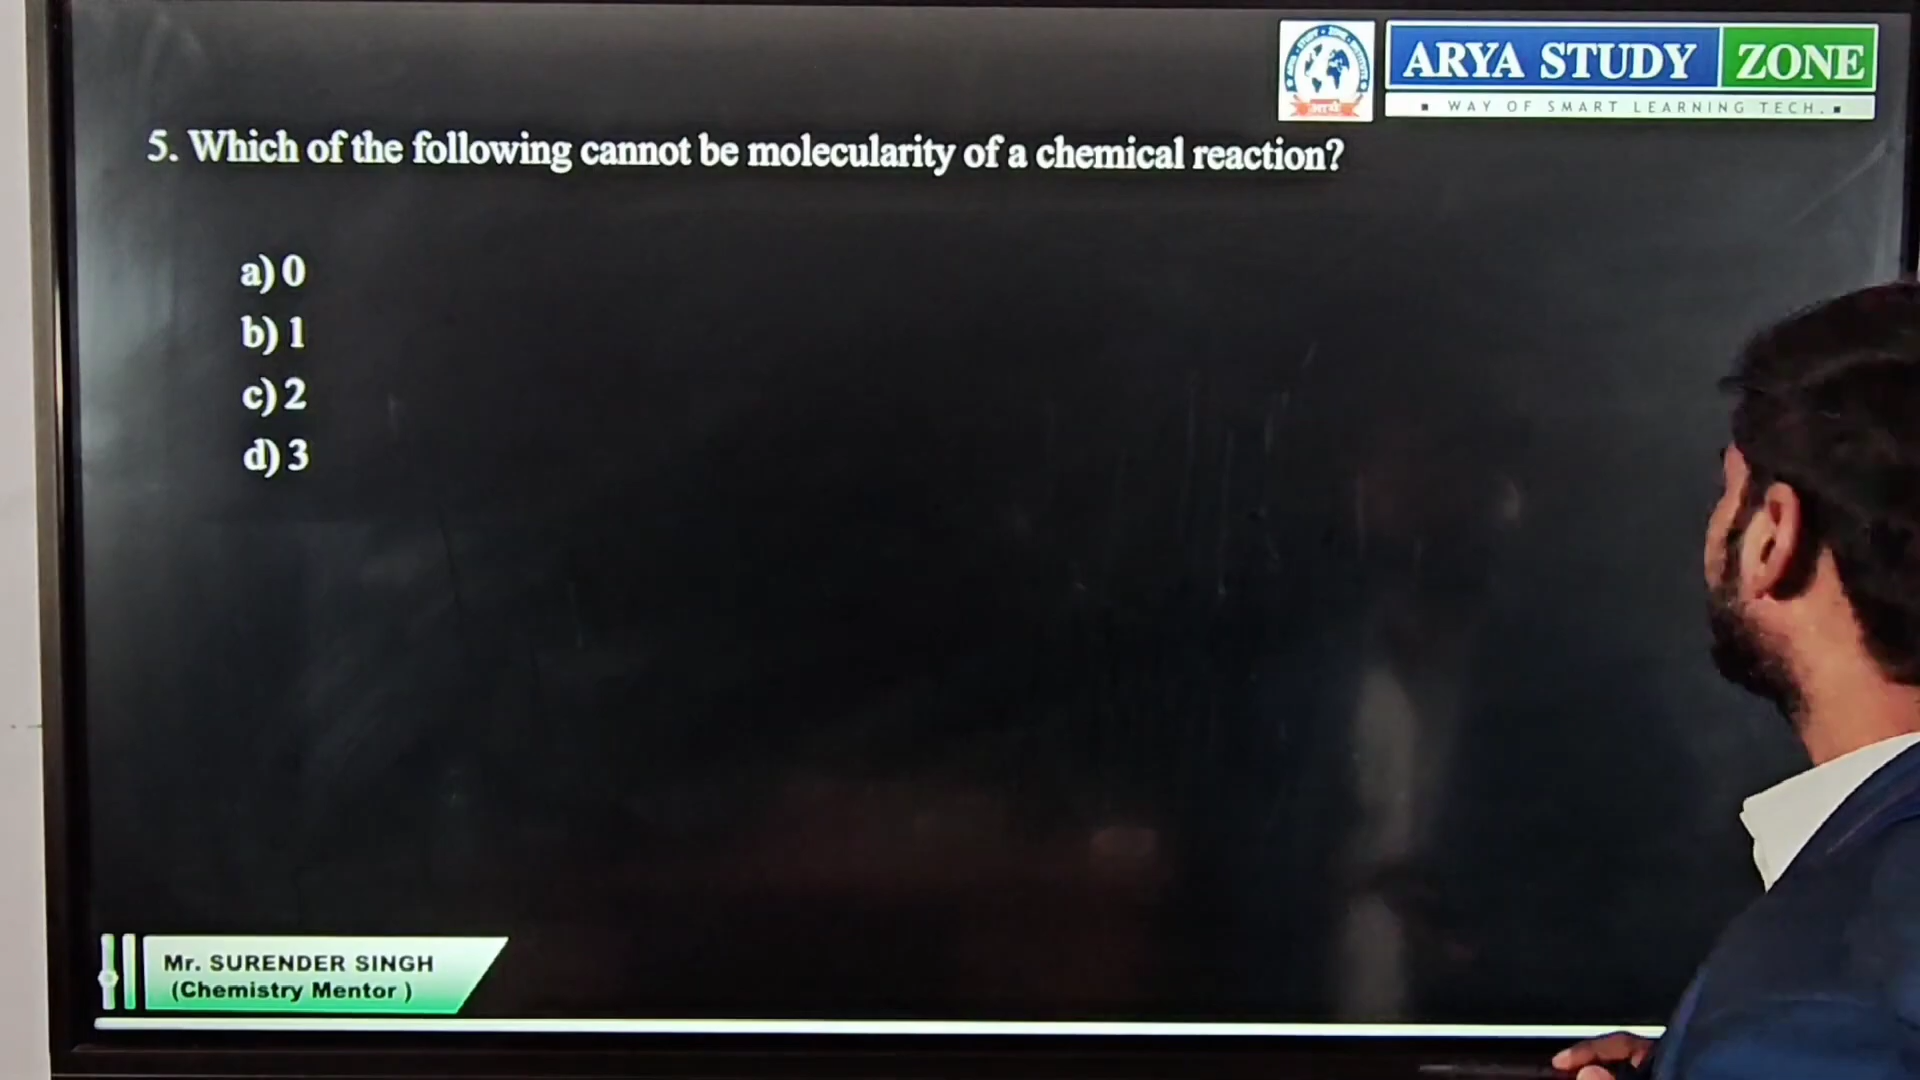 ARYA STUDY ZONE
WAY OF SMART LEARNING TECH.
5. Which of the following cannot be molecularity of a chemical reaction?
a) 0
b) 1
c) 2
d) 3
Mr. SURENDER SINGH
(Chemistry Mentor )